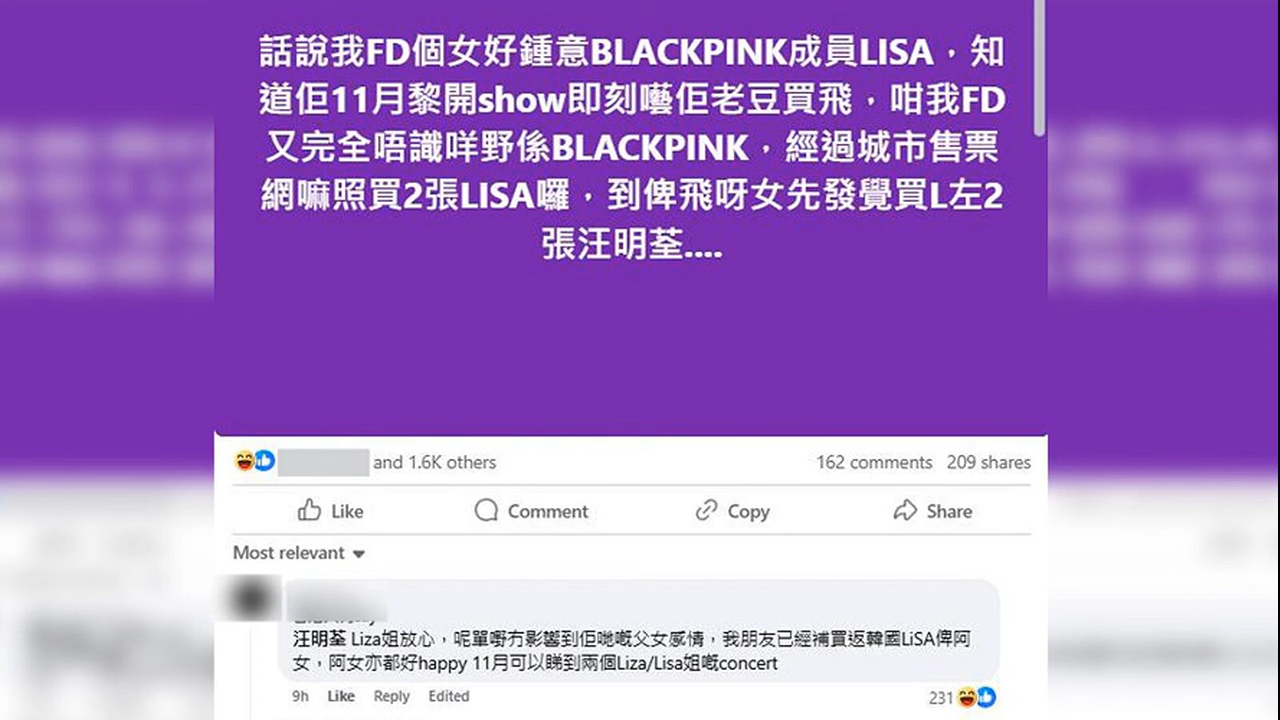 話說我FD個女好鍾意BLACKPINK成員LISA，知
道佢11月黎開show即刻嗌佢老豆買飛，咁我FD
又完全唔識咩野係BLACKPINK，經過城市售票
網嘛照買2張LISA囉，到俾飛呀女先發覺買L左2
張汪明荃....
and 1.6K others
162 comments 209 shares
Like Comment Copy Share
Most relevant
汪明荃 Liza姐放心，呢單嘢冇影響到佢哋嘅父女感情，我朋友已經補買返韓國LiSA俾阿
女，阿女亦都好happy 11月可以睇到兩個Liza/Lisa姐嘅concert
9h Like Reply Edited
231